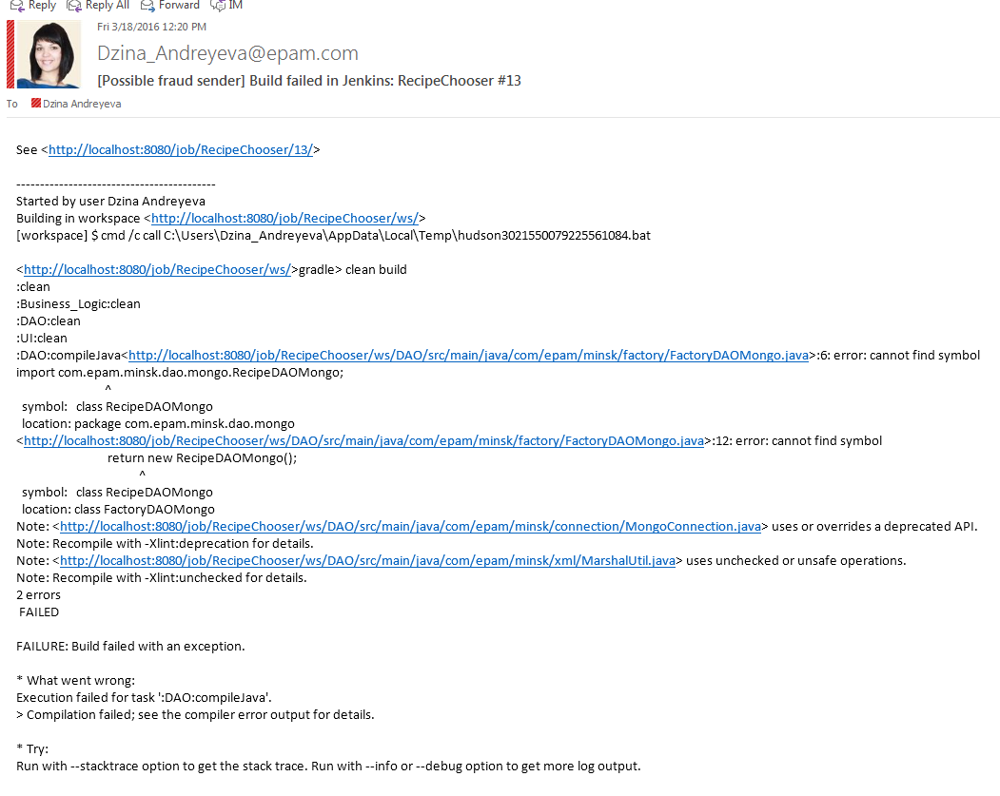 Reply Reply All Forward IM
Fri 3/18/2016 12:20 PM
Dzina_Andreyeva@epam.com
[Possible fraud sender] Build failed in Jenkins: RecipeChooser #13
To Dzina Andreyeva
See <http://localhost:8080/job/RecipeChooser/13/>
------------------------------------------
Started by user Dzina Andreyeva
Building in workspace <http://localhost:8080/job/RecipeChooser/ws/>
[workspace] $ cmd /c call C:\Users\Dzina_Andreyeva\AppData\Local\Temp\hudson3021550079225561084.bat
<http://localhost:8080/job/RecipeChooser/ws/>gradle> clean build
:clean
:Business_Logic:clean
:DAO:clean
:UI:clean
:DAO:compileJava<http://localhost:8080/job/RecipeChooser/ws/DAO/src/main/java/com/epam/minsk/factory/FactoryDAOMongo.java>:6: error: cannot find symbol
import com.epam.minsk.dao.mongo.RecipeDAOMongo;
^
symbol: class RecipeDAOMongo
location: package com.epam.minsk.dao.mongo
<http://localhost:8080/job/RecipeChooser/ws/DAO/src/main/java/com/epam/minsk/factory/FactoryDAOMongo.java>:12: error: cannot find symbol
return new RecipeDAOMongo();
^
symbol: class RecipeDAOMongo
location: class FactoryDAOMongo
Note: <http://localhost:8080/job/RecipeChooser/ws/DAO/src/main/java/com/epam/minsk/connection/MongoConnection.java> uses or overrides a deprecated API.
Note: Recompile with -Xlint:deprecation for details.
Note: <http://localhost:8080/job/RecipeChooser/ws/DAO/src/main/java/com/epam/minsk/xml/MarshalUtil.java> uses unchecked or unsafe operations.
Note: Recompile with -Xlint:unchecked for details.
2 errors
FAILED
FAILURE: Build failed with an exception.
* What went wrong:
Execution failed for task ':DAO:compileJava'.
> Compilation failed; see the compiler error output for details.
* Try:
Run with --stacktrace option to get the stack trace. Run with --info or --debug option to get more log output.